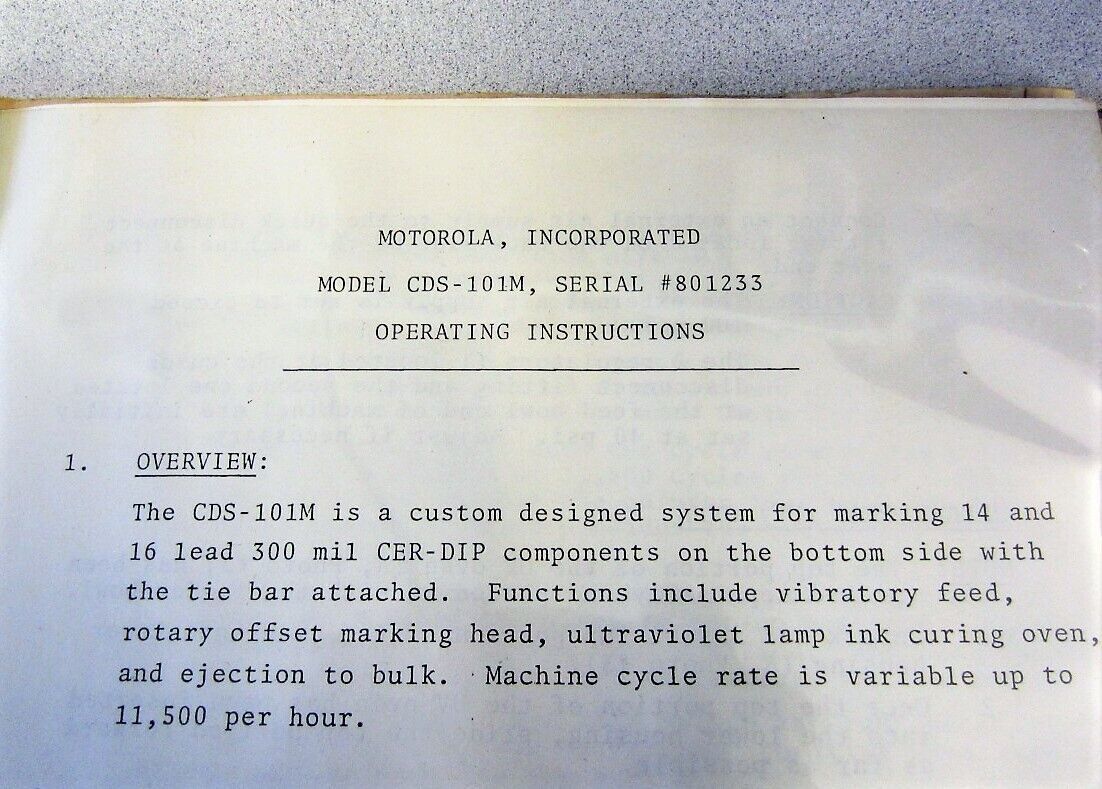 MOTOROLA, INCORPORATED
MODEL CDS-101M, SERIAL #801233
OPERATING INSTRUCTIONS
1. OVERVIEW:
The CDS-101M is a custom designed system for marking 14 and
16 lead 300 mil CER-DIP components on the bottom side with
the tie bar attached. Functions include vibratory feed,
rotary offset marking head, ultraviolet lamp ink curing oven,
and ejection to bulk. Machine cycle rate is variable up to
11,500 per hour.